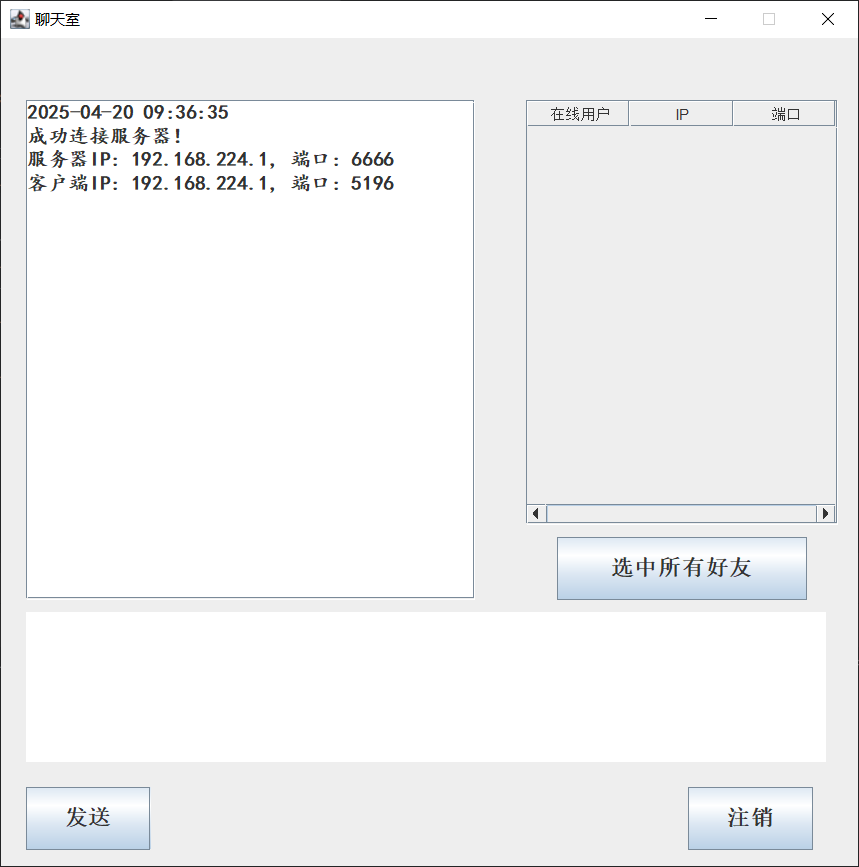 聊天室
2025-04-20 09:36:35
成功连接服务器！
服务器IP：192.168.224.1, 端口：6666
客户端IP：192.168.224.1, 端口：5196
在线用户 IP 端口
选中所有好友
发送
注销